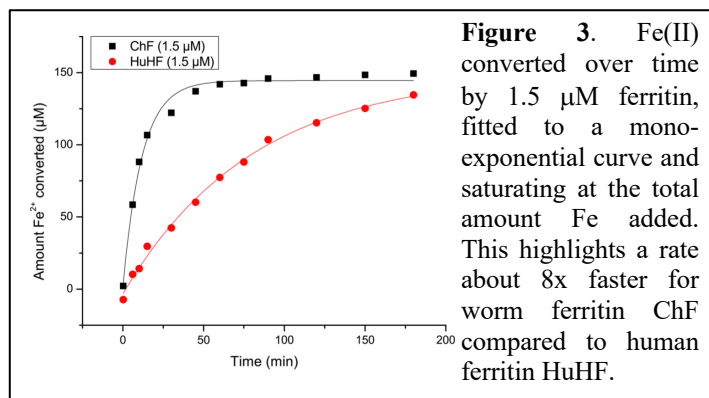 ChF (1.5 µM)
HuHF (1.5 µM)
150
100
50
0
Amount Fe²⁺ converted (µM)
0
50
100
150
200
Time (min)
Figure 3. Fe(II)
converted over time
by 1.5 µM ferritin,
fitted to a mono-
exponential curve and
saturating at the total
amount Fe added.
This highlights a rate
about 8x faster for
worm ferritin ChF
compared to human
ferritin HuHF.